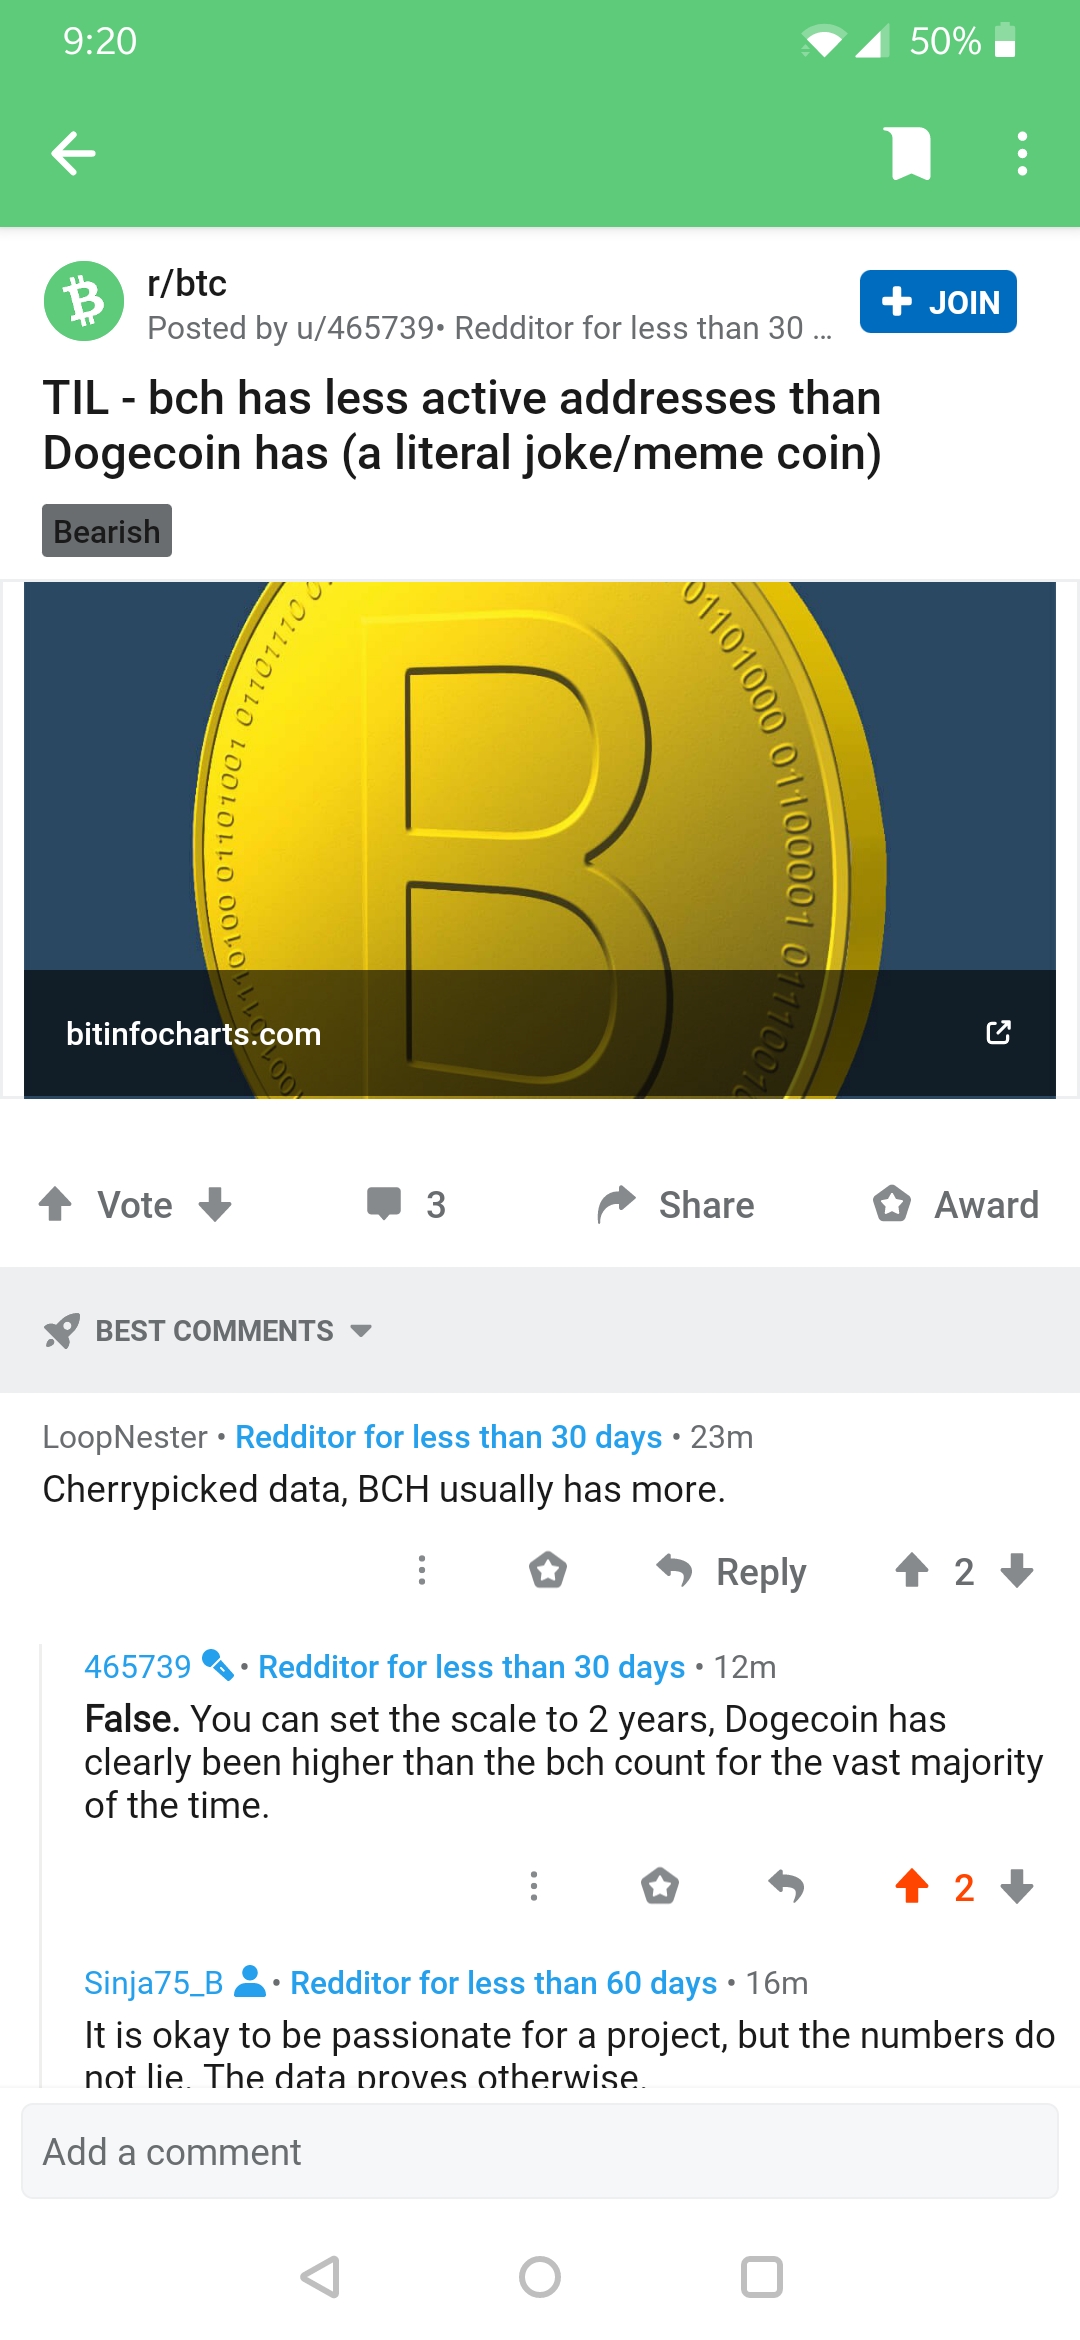 9:20
50%
r/btc
Posted by u/465739• Redditor for less than 30 ...
JOIN
TIL - bch has less active addresses than
Dogecoin has (a literal joke/meme coin)
Bearish
bitinfocharts.com
Vote
3
Share
Award
BEST COMMENTS
LoopNester • Redditor for less than 30 days • 23m
Cherrypicked data, BCH usually has more.
Reply
2
465739 • Redditor for less than 30 days • 12m
False. You can set the scale to 2 years, Dogecoin has
clearly been higher than the bch count for the vast majority
of the time.
2
Sinja75_B • Redditor for less than 60 days • 16m
It is okay to be passionate for a project, but the numbers do
not lie. The data proves otherwise.
Add a comment